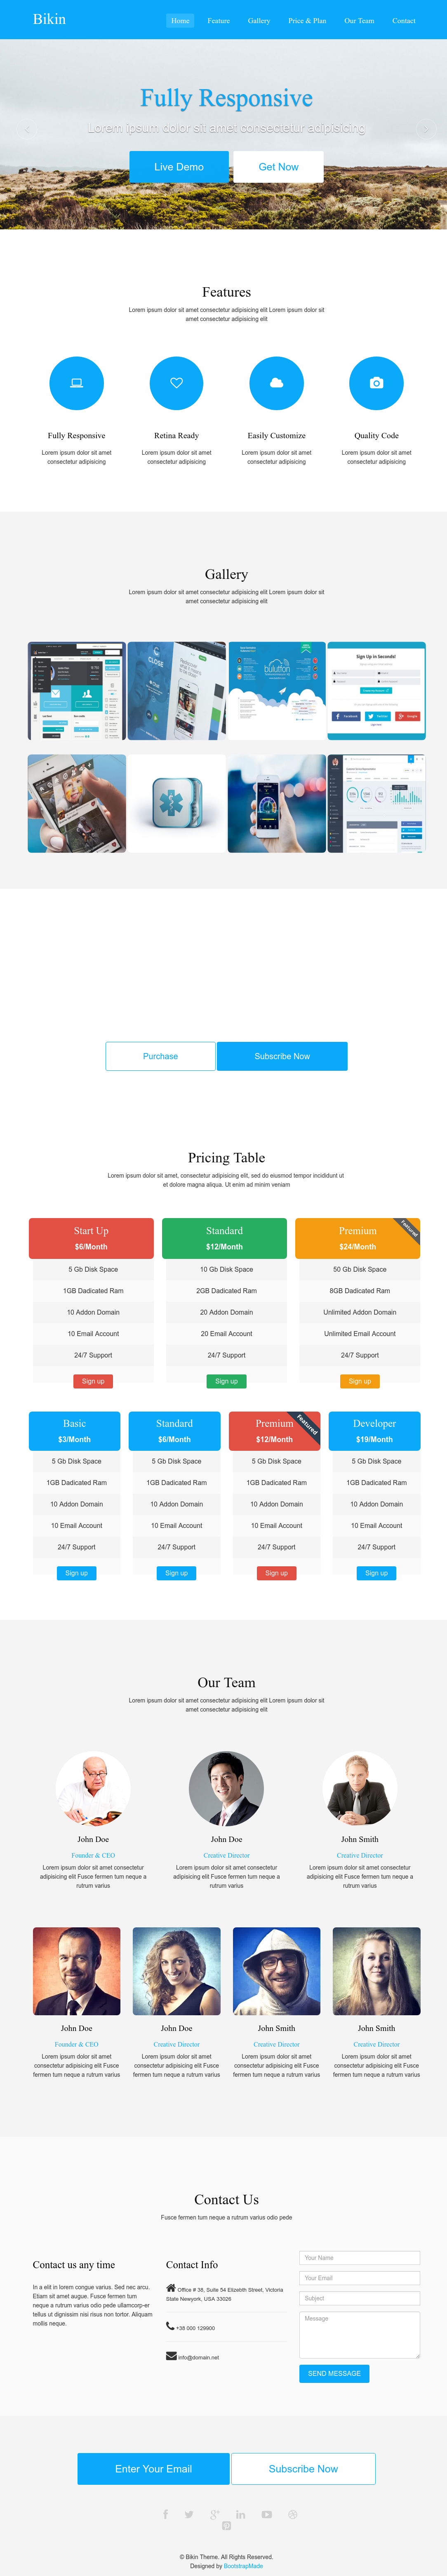 Bikin
Home Feature Gallery Price & Plan Our Team Contact
Fully Responsive
Lorem ipsum dolor sit amet consectetur adipisicing
Live Demo Get Now
Features
Lorem ipsum dolor sit amet consectetur adipisicing elit Lorem ipsum dolor sit
amet consectetur adipisicing elit
Fully Responsive Retina Ready Easily Customize Quality Code
Lorem ipsum dolor sit amet Lorem ipsum dolor sit amet Lorem ipsum dolor sit amet Lorem ipsum dolor sit amet
consectetur adipisicing consectetur adipisicing consectetur adipisicing consectetur adipisicing
Gallery
Lorem ipsum dolor sit amet consectetur adipisicing elit Lorem ipsum dolor sit
amet consectetur adipisicing elit
CLOSE
Sign Up in Seconds!
Facebook Twitter Google
Purchase Subscribe Now
Pricing Table
Lorem ipsum dolor sit amet, consectetur adipisicing elit, sed do eiusmod tempor incididunt ut
et dolore magna aliqua. Ut enim ad minim veniam
Start Up Standard Premium Featured
$6/Month $12/Month $24/Month
5 Gb Disk Space 10 Gb Disk Space 50 Gb Disk Space
1GB Dadicated Ram 2GB Dadicated Ram 8GB Dadicated Ram
10 Addon Domain 20 Addon Domain Unlimited Addon Domain
10 Email Account 20 Email Account Unlimited Email Account
24/7 Support 24/7 Support 24/7 Support
Sign up Sign up Sign up
Basic Standard Premium Featured Developer
$3/Month $6/Month $12/Month $19/Month
5 Gb Disk Space 5 Gb Disk Space 5 Gb Disk Space 5 Gb Disk Space
1GB Dadicated Ram 1GB Dadicated Ram 1GB Dadicated Ram 1GB Dadicated Ram
10 Addon Domain 10 Addon Domain 10 Addon Domain 10 Addon Domain
10 Email Account 10 Email Account 10 Email Account 10 Email Account
24/7 Support 24/7 Support 24/7 Support 24/7 Support
Sign up Sign up Sign up Sign up
Our Team
Lorem ipsum dolor sit amet consectetur adipisicing elit Lorem ipsum dolor sit
amet consectetur adipisicing elit
John Doe John Doe John Smith
Founder & CEO Creative Director Creative Director
Lorem ipsum dolor sit amet consectetur Lorem ipsum dolor sit amet consectetur Lorem ipsum dolor sit amet consectetur
adipisicing elit Fusce fermen tum neque a adipisicing elit Fusce fermen tum neque a adipisicing elit Fusce fermen tum neque a
rutrum varius rutrum varius rutrum varius
John Doe John Doe John Smith John Smith
Founder & CEO Creative Director Creative Director Creative Director
Lorem ipsum dolor sit amet Lorem ipsum dolor sit amet Lorem ipsum dolor sit amet Lorem ipsum dolor sit amet
consectetur adipisicing elit Fusce consectetur adipisicing elit Fusce consectetur adipisicing elit Fusce consectetur adipisicing elit Fusce
fermen tum neque a rutrum varius fermen tum neque a rutrum varius fermen tum neque a rutrum varius fermen tum neque a rutrum varius
Contact Us
Fusce fermen tum neque a rutrum varius odio pede
Contact us any time
In a elit in lorem congue varius. Sed nec arcu.
Etiam sit amet augue. Fusce fermen tum
neque a rutrum varius odio pede ullamcorp-er
tellus ut dignissim nisi risus non tortor. Aliquam
mollis neque.
Contact Info
Office # 38, Suite 54 Elizebth Street, Victoria
State Newyork, USA 33026
+38 000 129900
info@domain.net
Your Name
Your Email
Subject
Message
SEND MESSAGE
Enter Your Email Subscribe Now
© Bikin Theme. All Rights Reserved.
Designed by BootstrapMade